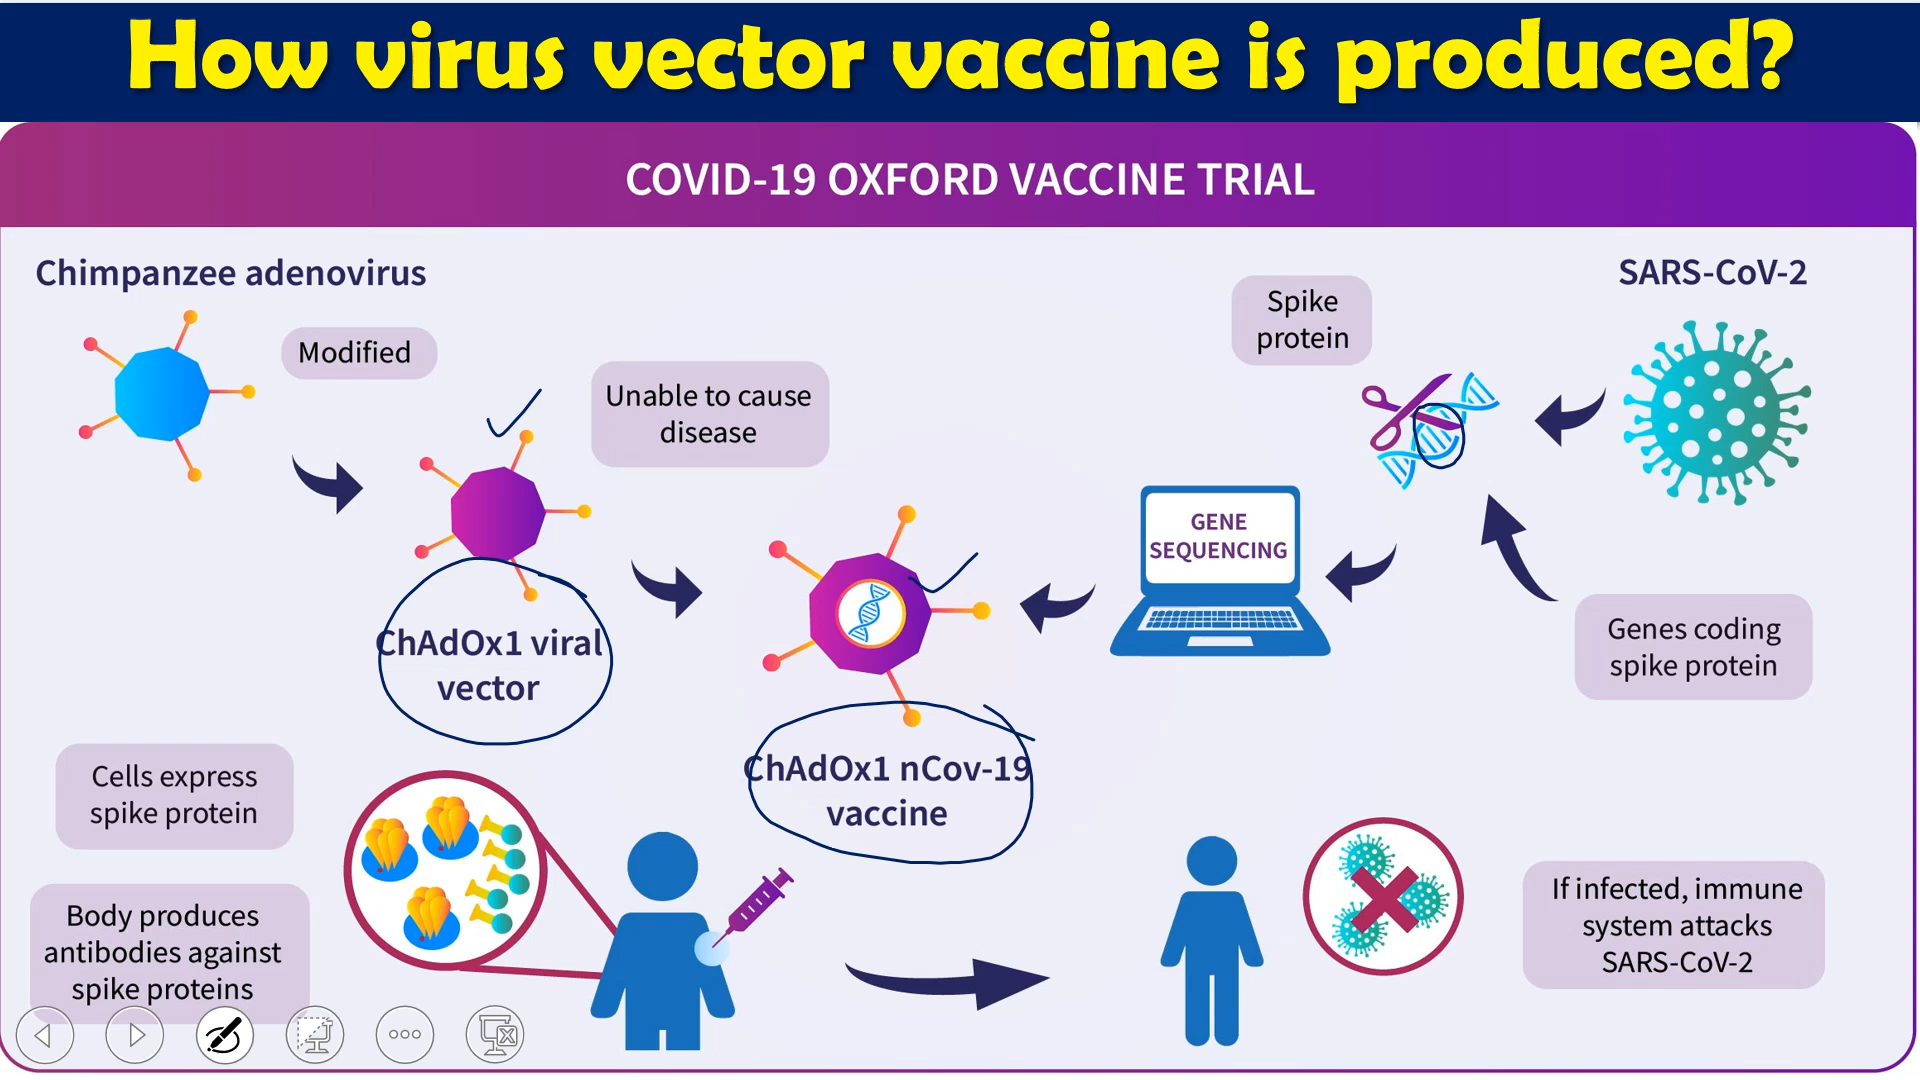 How virus vector vaccine is produced?
COVID-19 OXFORD VACCINE TRIAL
Chimpanzee adenovirus
Modified
Unable to cause
disease
ChAdOx1 viral
vector
Spike
protein
SARS-CoV-2
GENE
SEQUENCING
Genes coding
spike protein
ChAdOx1 nCov-19
vaccine
Cells express
spike protein
Body produces
antibodies against
spike proteins
If infected, immune
system attacks
SARS-CoV-2